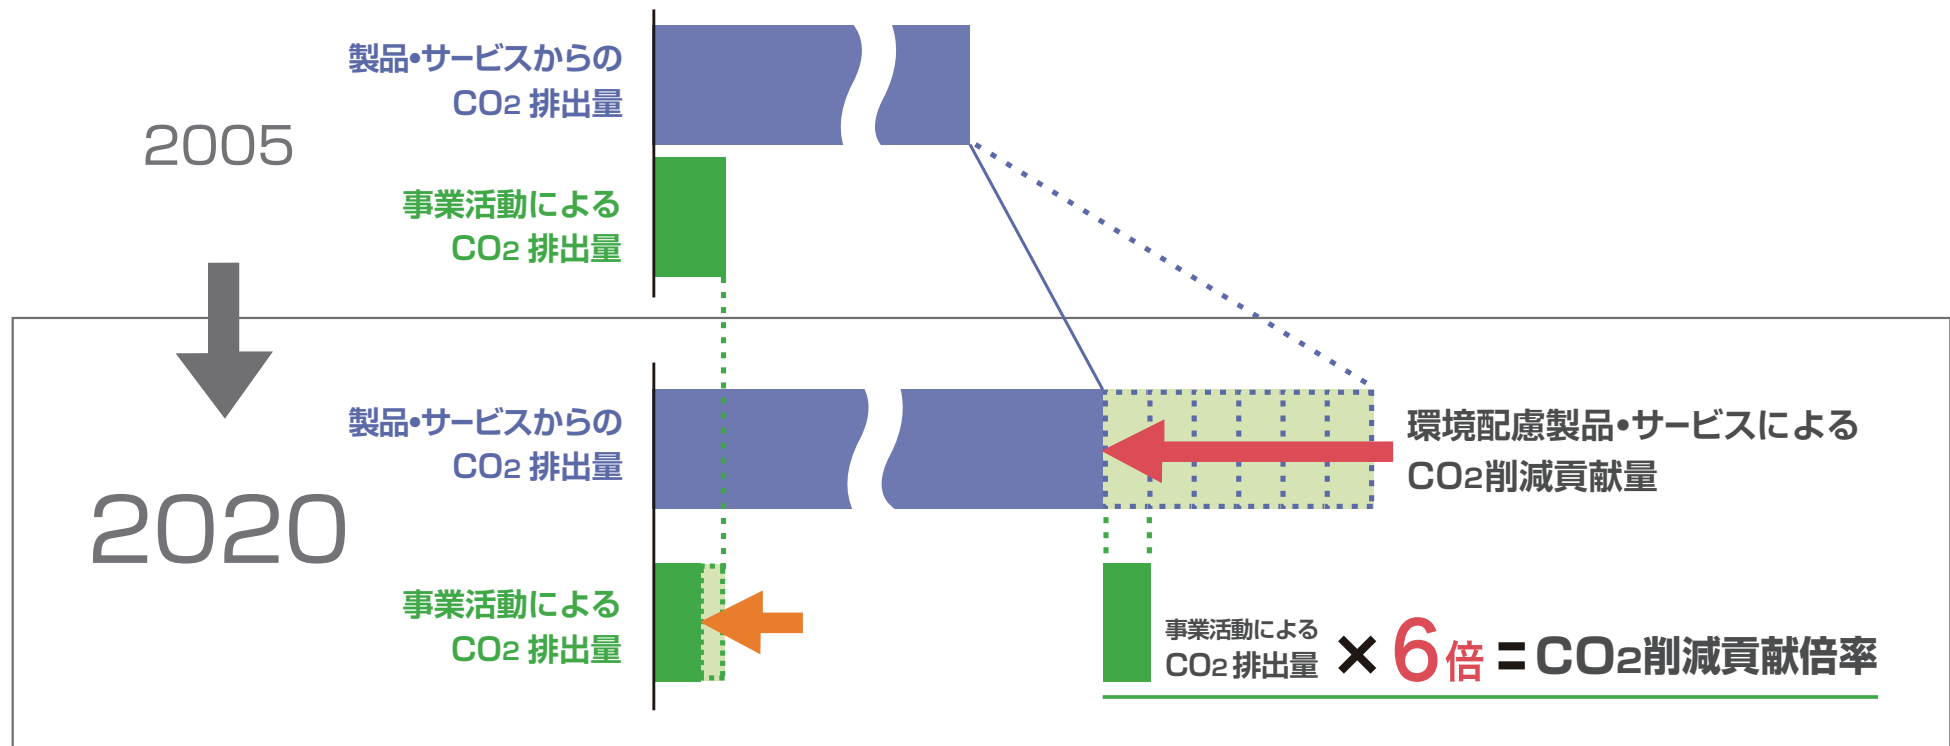 製品・サービスからの
CO2 排出量
2005
事業活動による
CO2 排出量
製品・サービスからの
CO2 排出量
環境配慮製品・サービスによる
CO2削減貢献量
2020
事業活動による
CO2 排出量
事業活動による
CO2 排出量
× 6倍 = CO2削減貢献倍率